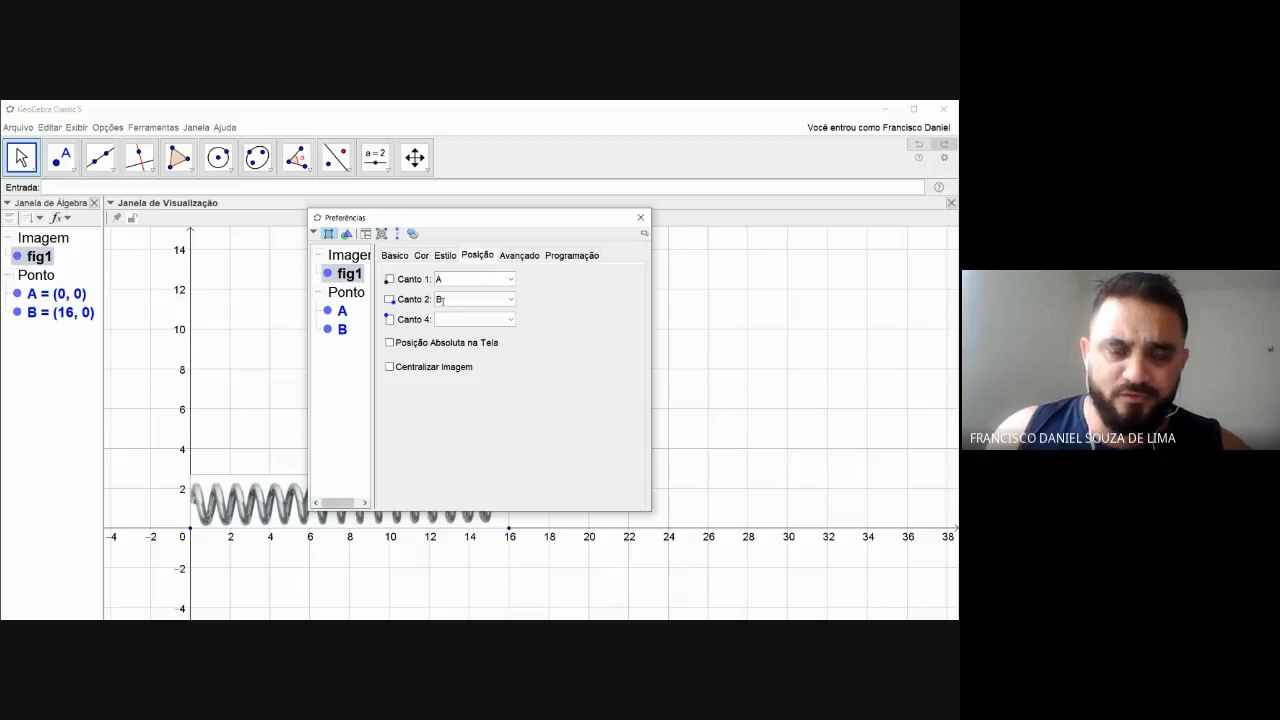 GeoGebra Classic 5
Arquivo Editar Exibir Opções Ferramentas Janela Ajuda
Você entrou como Francisco Daniel
A
a=2
Entrada:
Janela de Álgebra
Janela de Visualização
Imagem
fig1
Ponto
A = (0, 0)
B = (16, 0)
Preferências
Imager
fig1
Ponto
A
B
Básico Cor Estilo Posição Avançado Programação
Canto 1: A
Canto 2: B
Canto 4:
Posição Absoluta na Tela
Centralizar Imagem
14
12
10
8
6
4
2
−4 −2 0 2 4 6 8 10 12 14 16 18 20 22 24 26 28 30 32 34 36 38
−2
−4
FRANCISCO DANIEL SOUZA DE LIMA